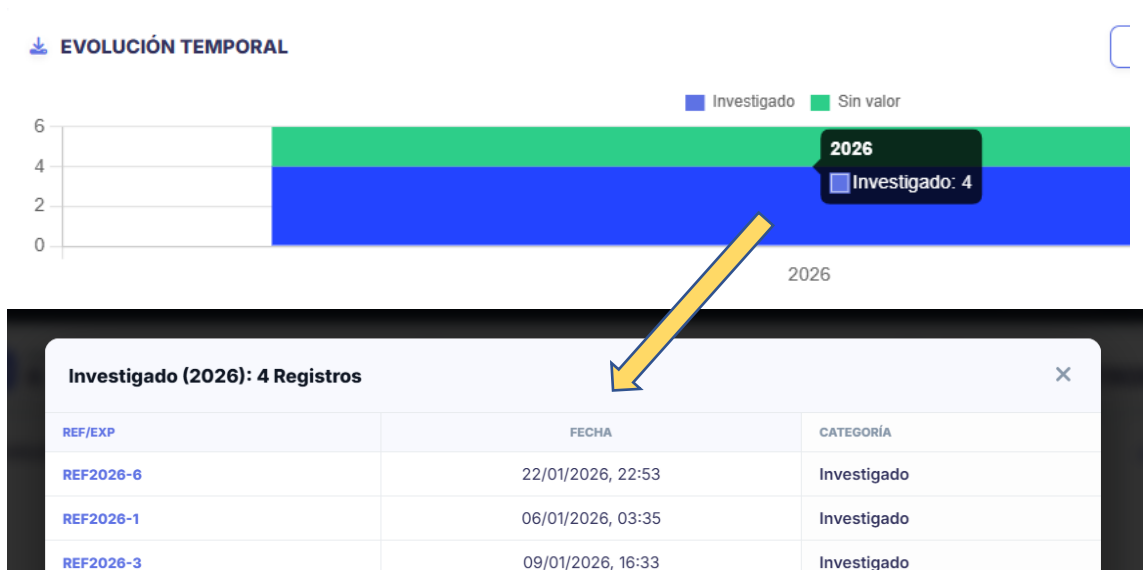 EVOLUCIÓN TEMPORAL
Investigado Sin valor
6
4
2
0
2026
Investigado: 4
2026
Investigado (2026): 4 Registros
REF/EXP FECHA CATEGORÍA
REF2026-6 22/01/2026, 22:53 Investigado
REF2026-1 06/01/2026, 03:35 Investigado
REF2026-3 09/01/2026, 16:33 Investigado